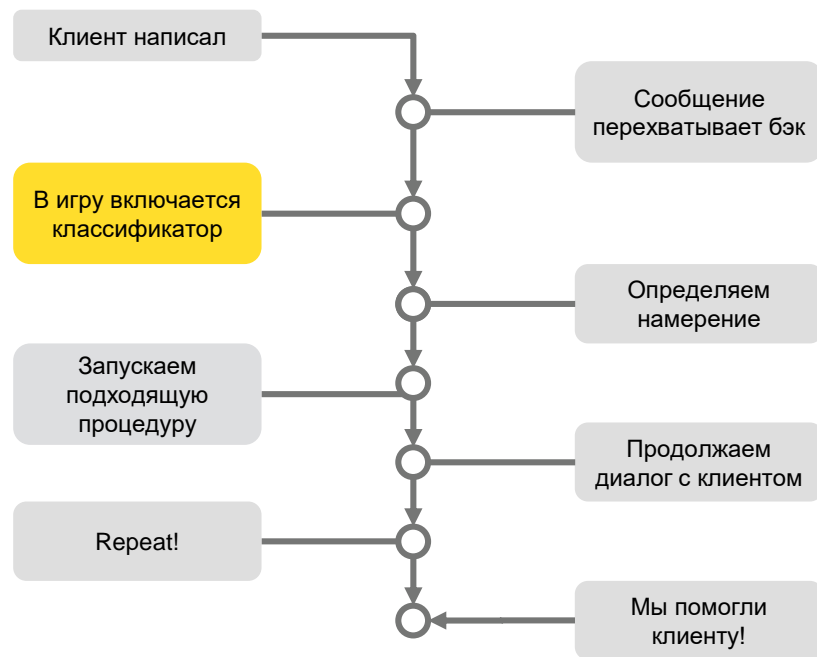 Клиент написал
Сообщение
перехватывает бэк
В игру включается
классификатор
Определяем
намерение
Запускаем
подходящую
процедуру
Продолжаем
диалог с клиентом
Repeat!
Мы помогли
клиенту!